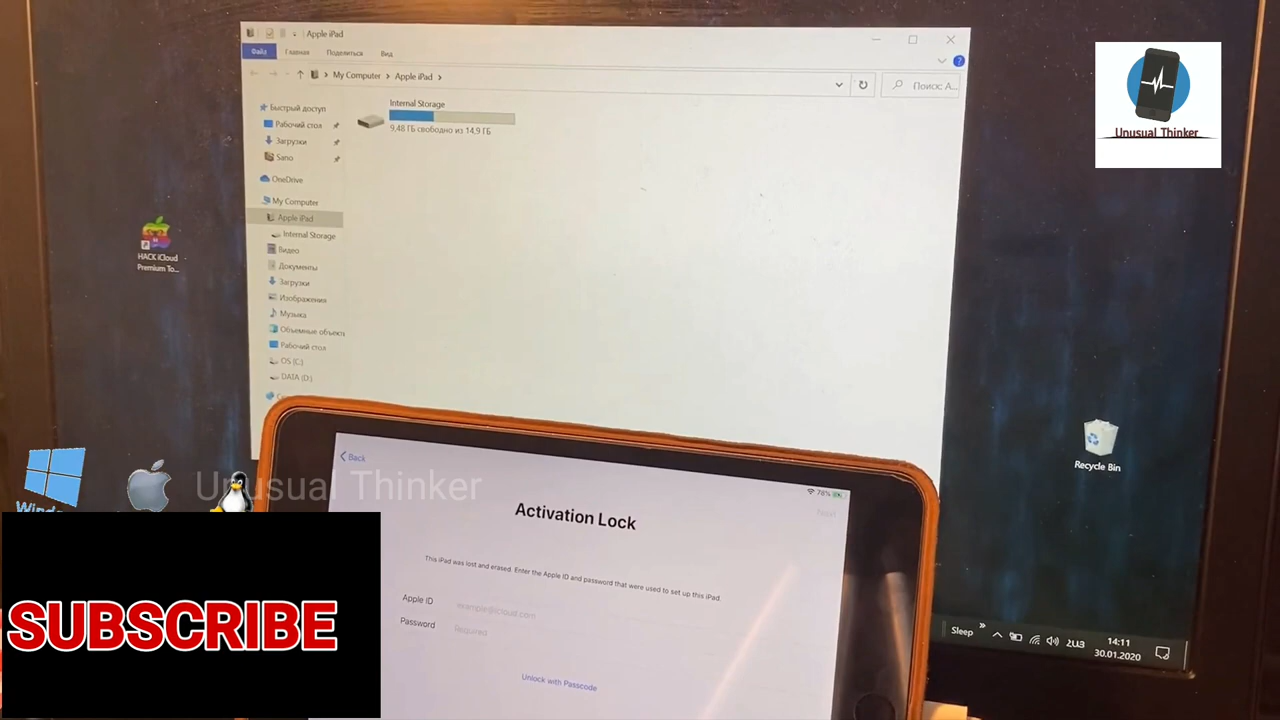 Apple iPad
Файл Главная Поделиться Вид
My Computer Apple iPad
Поиск: A...
Быстрый доступ
Рабочий стол
Загрузки
Sano
OneDrive
My Computer
Apple iPad
Internal Storage
Видео
Документы
Загрузки
Изображения
Музыка
Объемные объекты
Рабочий стол
OS (C:)
DATA (D:)
Internal Storage
9,48 ГБ свободно из 14,9 ГБ
Unusual Thinker
HACK iCloud
Premium To...
Recycle Bin
Unusual Thinker
SUBSCRIBE
Back
78%
Next
Activation Lock
This iPad was lost and erased. Enter the Apple ID and password that were used to set up this iPad.
Apple ID example@icloud.com
Password Required
Unlock with Passcode
Sleep
ՀԱՅ
14:11
30.01.2020